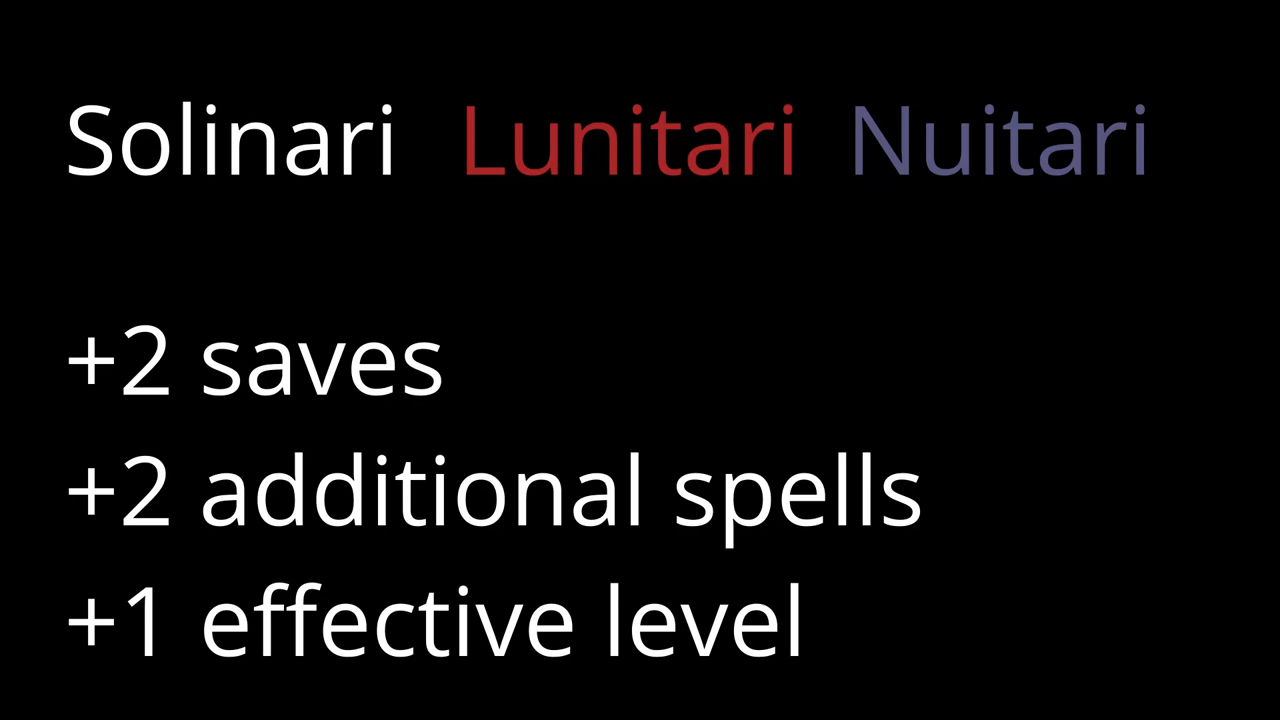 Solinari Lunitari Nuitari
+2 saves
+2 additional spells
+1 effective level